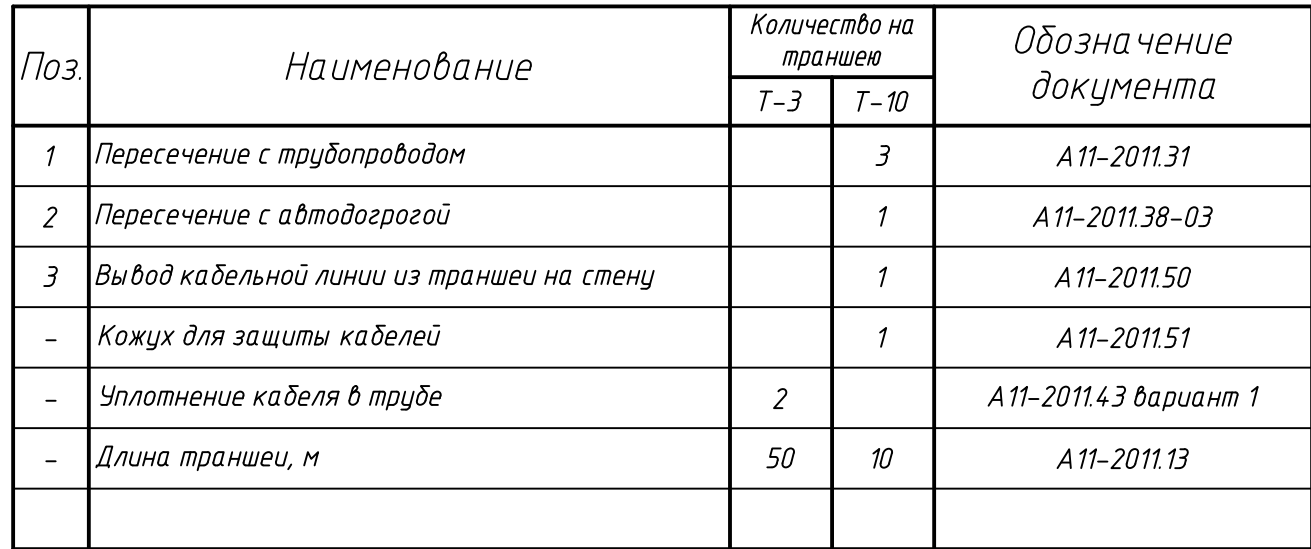 Поз.
Наименование
Количество на
траншею
Обозначение
документа
Т-3
Т-10
1
Пересечение с трубопроводом
3
А11-2011.31
2
Пересечение с автодогрогой
1
А11-2011.38-03
3
Вывод кабельной линии из траншеи на стену
1
А11-2011.50
-
Кожух для защиты кабелей
1
А11-2011.51
-
Уплотнение кабеля в трубе
2
А11-2011.43 вариант 1
-
Длина траншеи, м
50
10
А11-2011.13